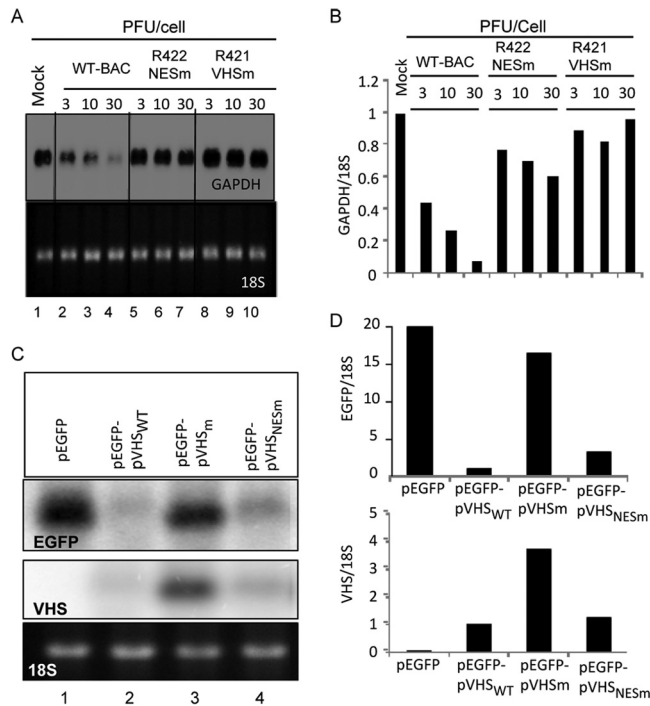 A
PFU/cell
Mock
WT-BAC
R422
NESm
R421
VHSm
3 10 30 3 10 30 3 10 30
GAPDH
18S
1 2 3 4 5 6 7 8 9 10
B
PFU/Cell
Mock
WT-BAC
R422
NESm
R421
VHSm
3 10 30 3 10 30 3 10 30
GAPDH/18S
1.2
1
0.8
0.6
0.4
0.2
0
C
pEGFP
pEGFP-
pVHSWT
pEGFP-
pVHSm
pEGFP-
pVHSNESm
EGFP
VHS
18S
1 2 3 4
D
EGFP/18S
20
15
10
5
0
pEGFP pEGFP- pEGFP- pEGFP-
pVHSWT pVHSm pVHSNESm
VHS/18S
5
4
3
2
1
0
pEGFP pEGFP- pEGFP- pEGFP-
pVHSWT pVHSm pVHSNESm